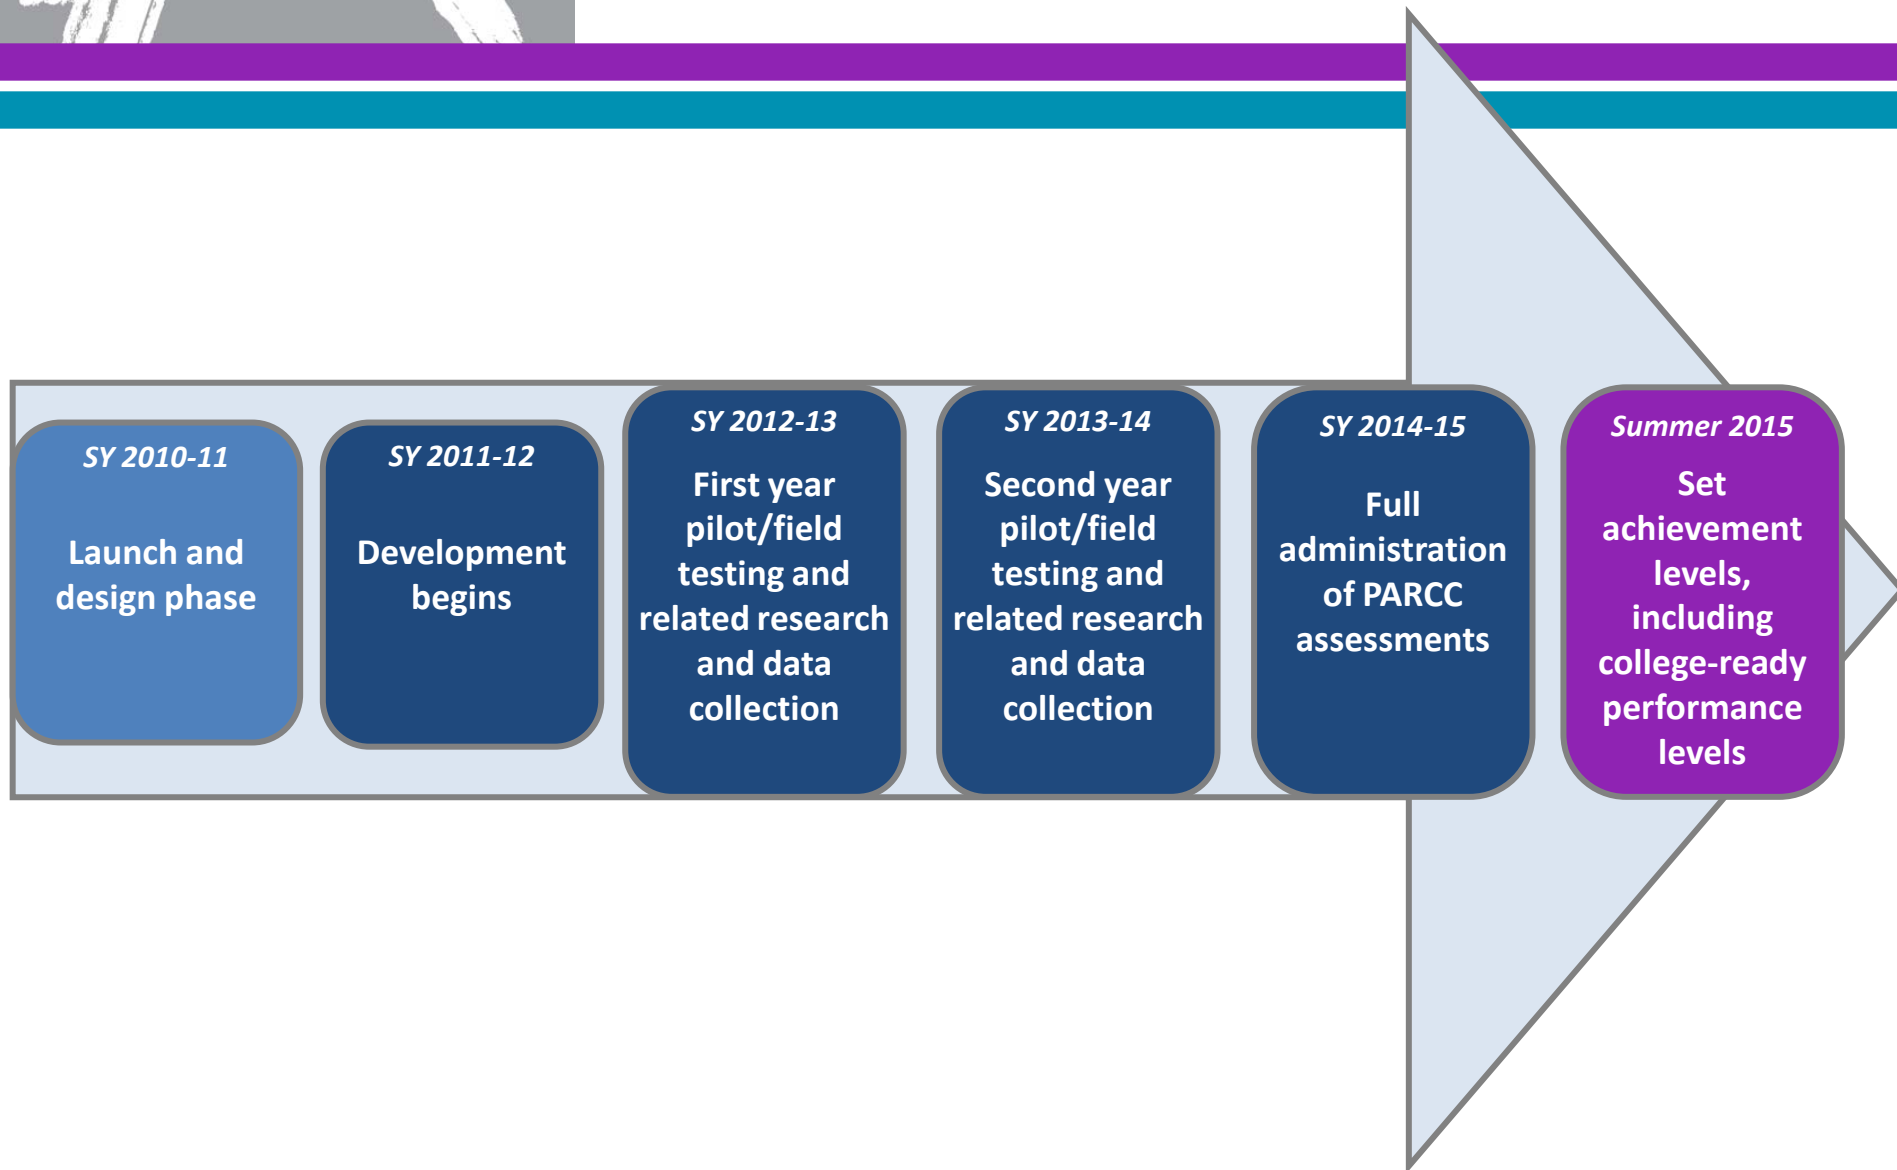 SY 2010-11
Launch and
design phase
SY 2011-12
Development
begins
SY 2012-13
First year
pilot/field
testing and
related research
and data
collection
SY 2013-14
Second year
pilot/field
testing and
related research
and data
collection
SY 2014-15
Full
administration
of PARCC
assessments
Summer 2015
Set
achievement
levels,
including
college-ready
performance
levels